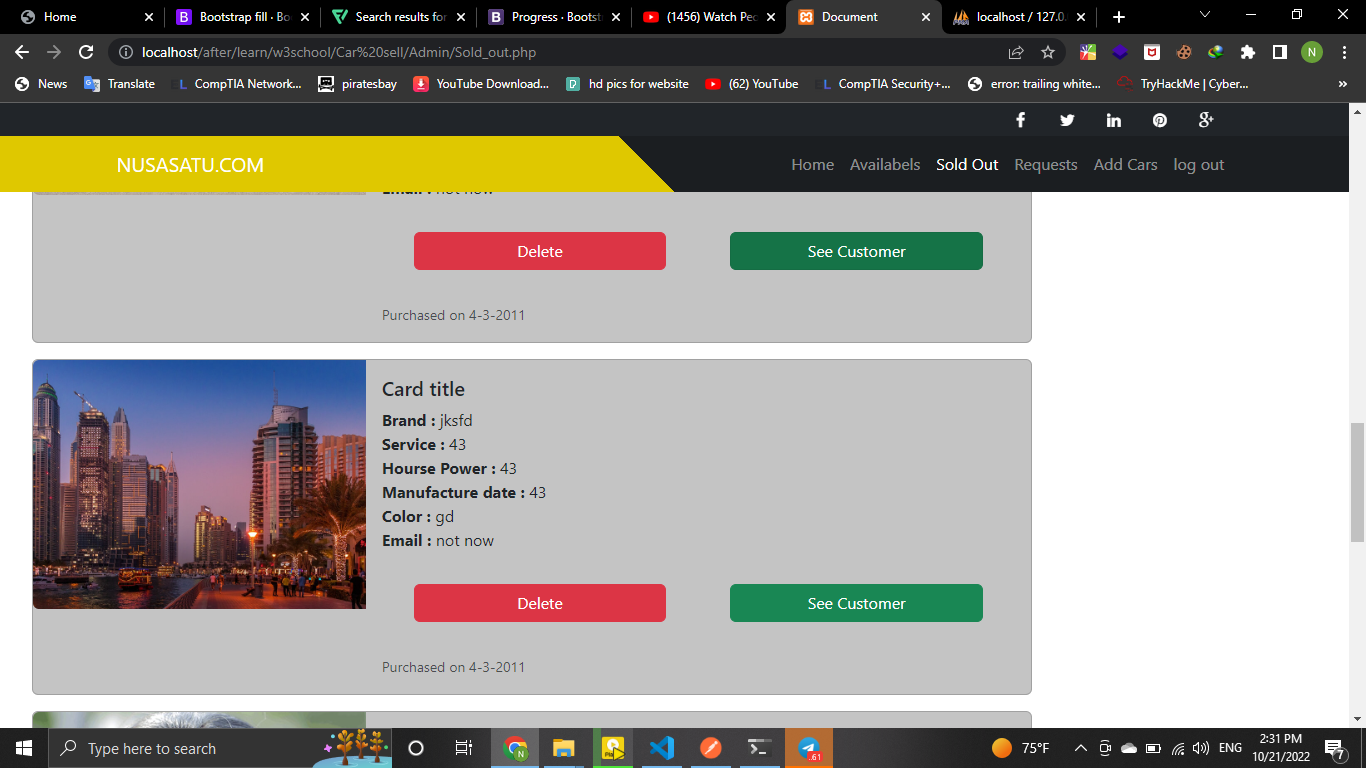 Home
Bootstrap fill · Bo
Search results for
Progress · Bootst
(1456) Watch Pec
Document
localhost / 127.0.
localhost/after/learn/w3school/Car%20sell/Admin/Sold_out.php
N
News
Translate
CompTIA Network...
piratesbay
YouTube Download...
hd pics for website
(62) YouTube
CompTIA Security+...
error: trailing white...
TryHackMe | Cyber...
»
NUSASATU.COM
Home
Availabels
Sold Out
Requests
Add Cars
log out
Email : not now
Delete
See Customer
Purchased on 4-3-2011
Card title
Brand : jksfd
Service : 43
Hourse Power : 43
Manufacture date : 43
Color : gd
Email : not now
Delete
See Customer
Purchased on 4-3-2011
Type here to search
75°F
ENG
2:31 PM
10/21/2022
7